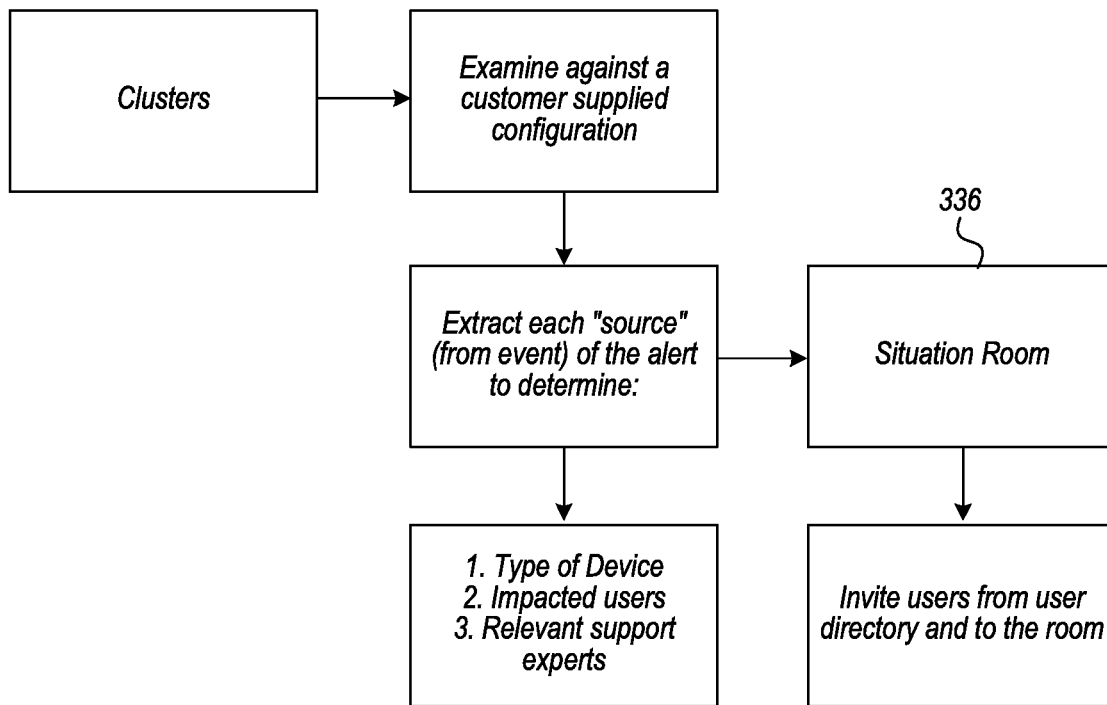 Clusters
Examine against a
customer supplied
configuration
336
Extract each "source"
(from event) of the alert
to determine:
Situation Room
1. Type of Device
2. Impacted users
3. Relevant support
experts
Invite users from user
directory and to the room